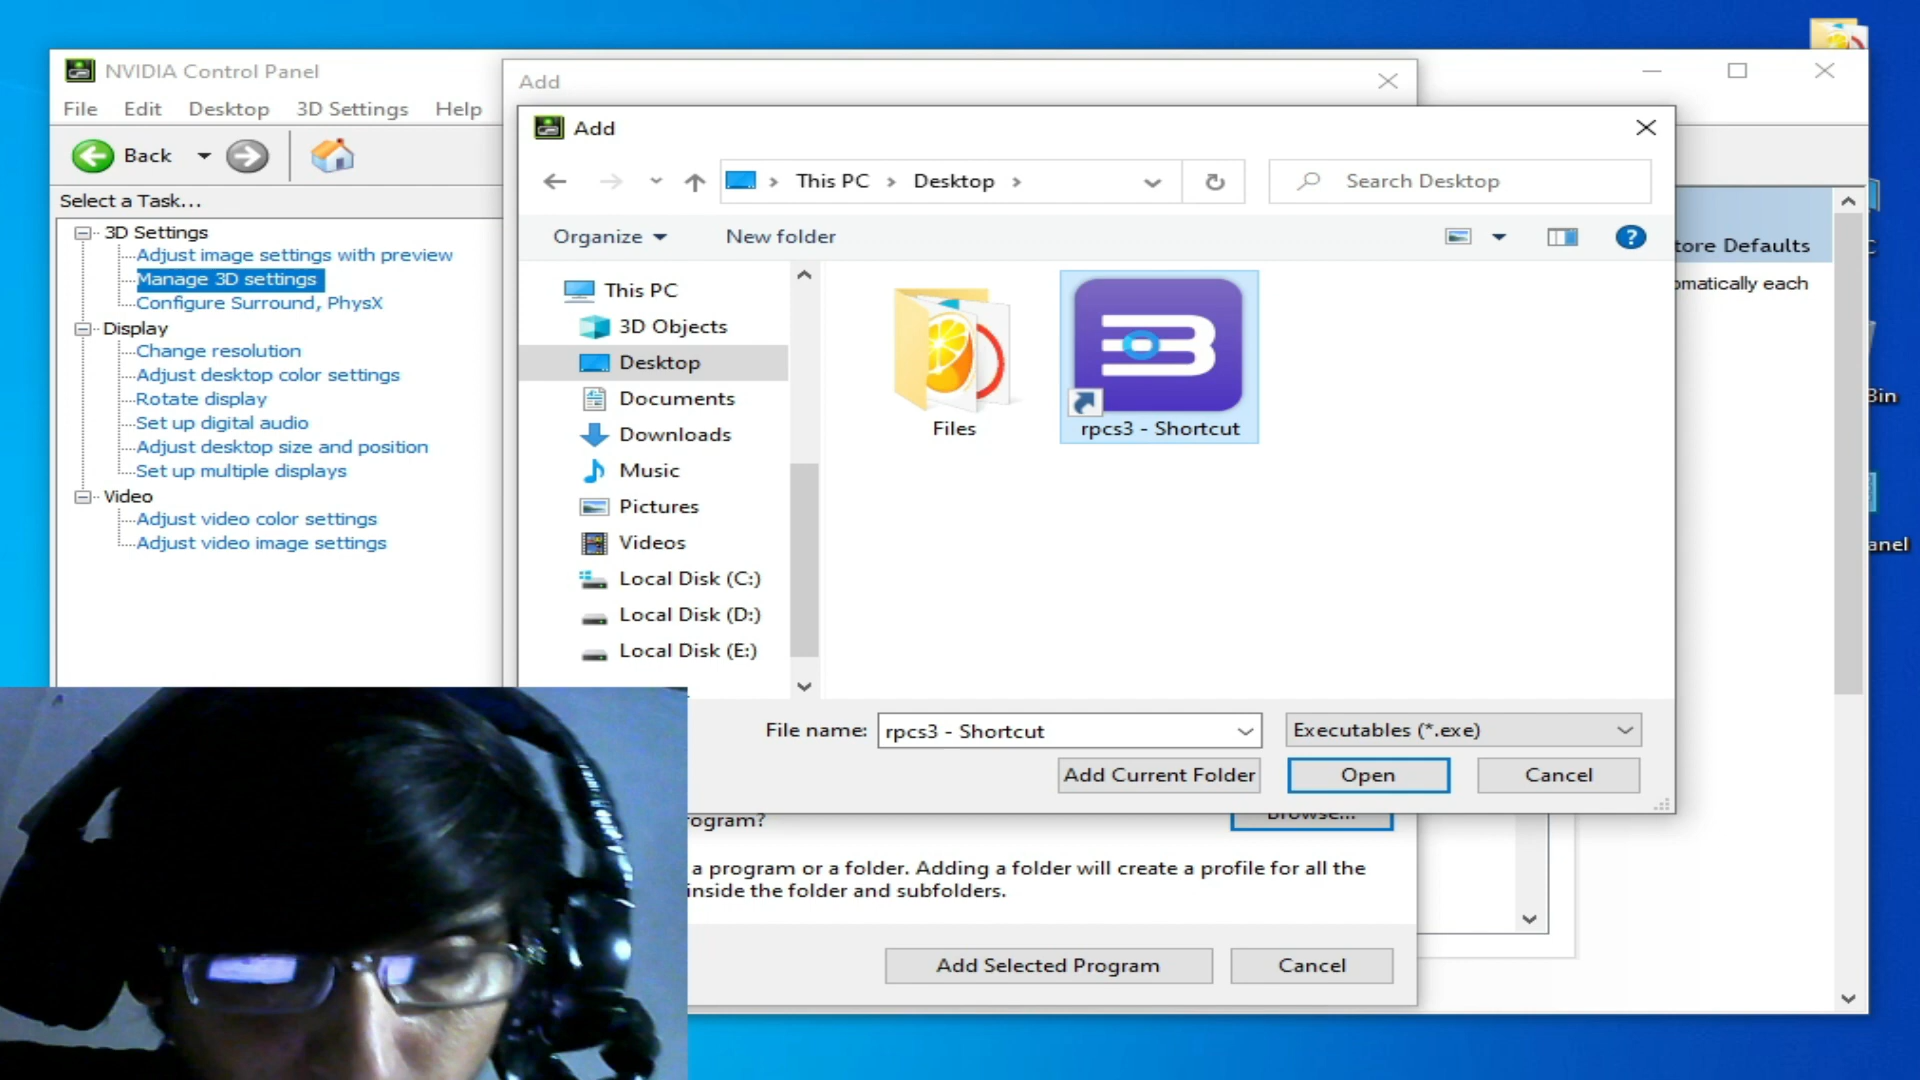 NVIDIA Control Panel
File Edit Desktop 3D Settings Help
Back
Select a Task...
3D Settings
Adjust image settings with preview
Manage 3D settings
Configure Surround, PhysX
Display
Change resolution
Adjust desktop color settings
Rotate display
Set up digital audio
Adjust desktop size and position
Set up multiple displays
Video
Adjust video color settings
Adjust video image settings
Add
Add
This PC > Desktop >
Search Desktop
Organize
New folder
This PC
3D Objects
Desktop
Documents
Downloads
Music
Pictures
Videos
Local Disk (C:)
Local Disk (D:)
Local Disk (E:)
Files
rpcs3 - Shortcut
File name: rpcs3 - Shortcut
Executables (*.exe)
Add Current Folder Open Cancel
ogram?
Browse...
a program or a folder. Adding a folder will create a profile for all the
inside the folder and subfolders.
Add Selected Program Cancel
tore Defaults
omatically each
Bin
anel